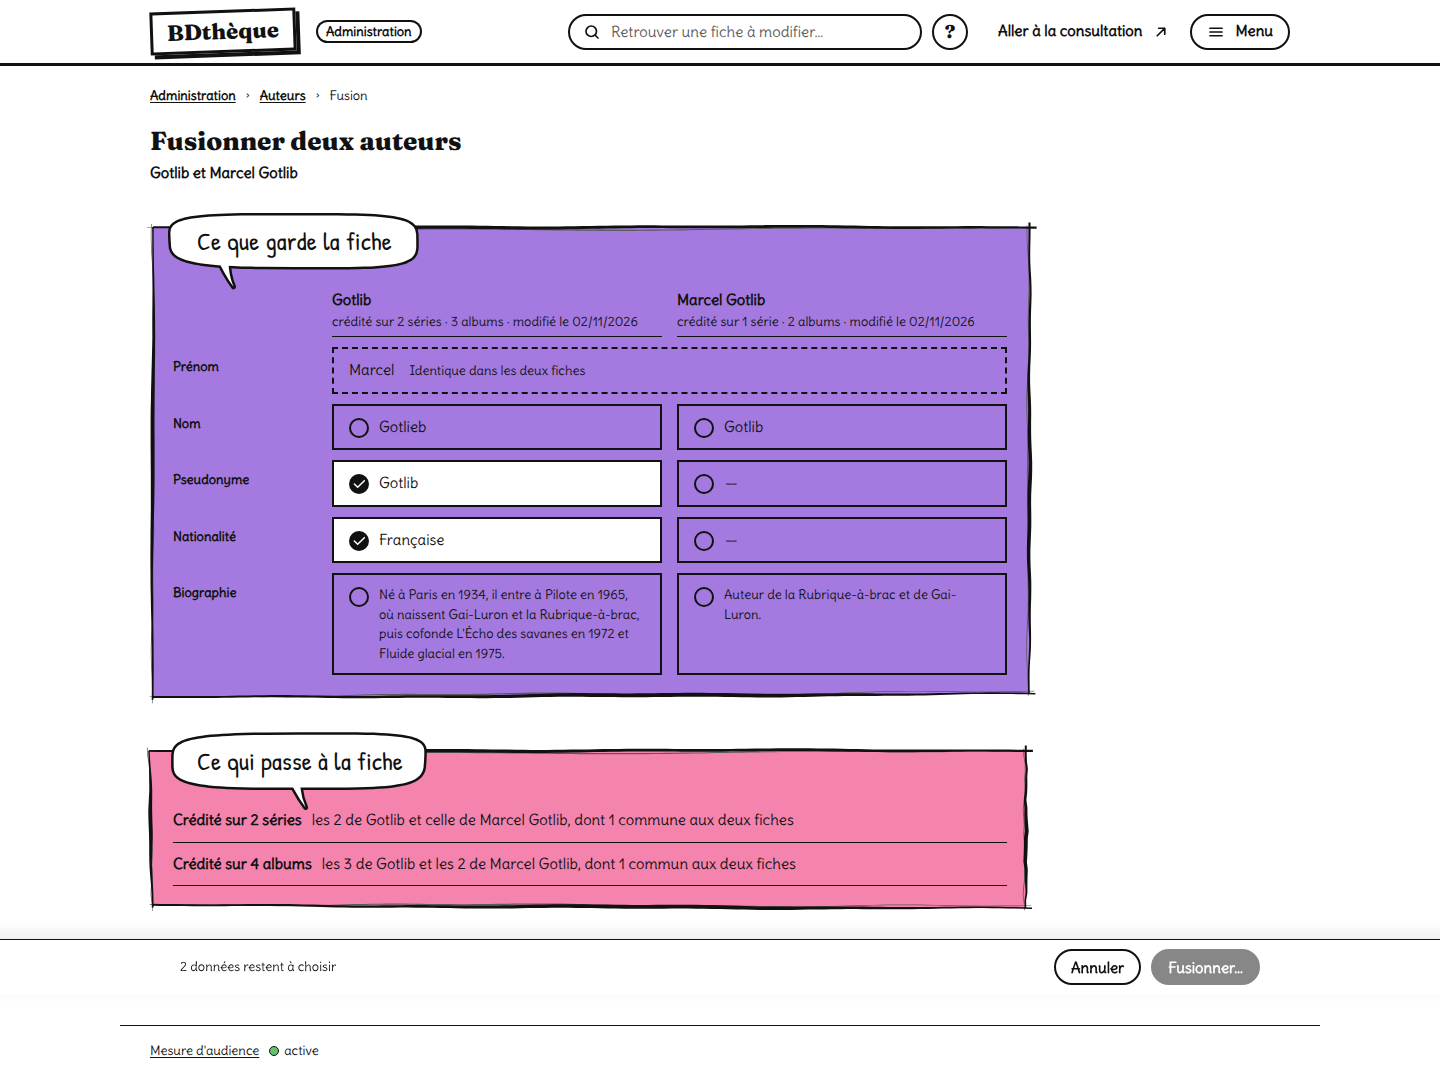 BDthèque
Administration
Retrouver une fiche à modifier...
?
Aller à la consultation
Menu
Administration › Auteurs › Fusion
Fusionner deux auteurs
Gotlib et Marcel Gotlib
Ce que garde la fiche
Gotlib
crédité sur 2 séries · 3 albums · modifié le 02/11/2026
Marcel Gotlib
crédité sur 1 série · 2 albums · modifié le 02/11/2026
Prénom
Marcel Identique dans les deux fiches
Nom
Gotlieb
Gotlib
Pseudonyme
Gotlib
—
Nationalité
Française
—
Biographie
Né à Paris en 1934, il entre à Pilote en 1965,
où naissent Gai-Luron et la Rubrique-à-brac,
puis cofonde L'Écho des savanes en 1972 et
Fluide glacial en 1975.
Auteur de la Rubrique-à-brac et de Gai-
Luron.
Ce qui passe à la fiche
Crédité sur 2 séries les 2 de Gotlib et celle de Marcel Gotlib, dont 1 commune aux deux fiches
Crédité sur 4 albums les 3 de Gotlib et les 2 de Marcel Gotlib, dont 1 commun aux deux fiches
2 données restent à choisir
Annuler
Fusionner...
Mesure d'audience active